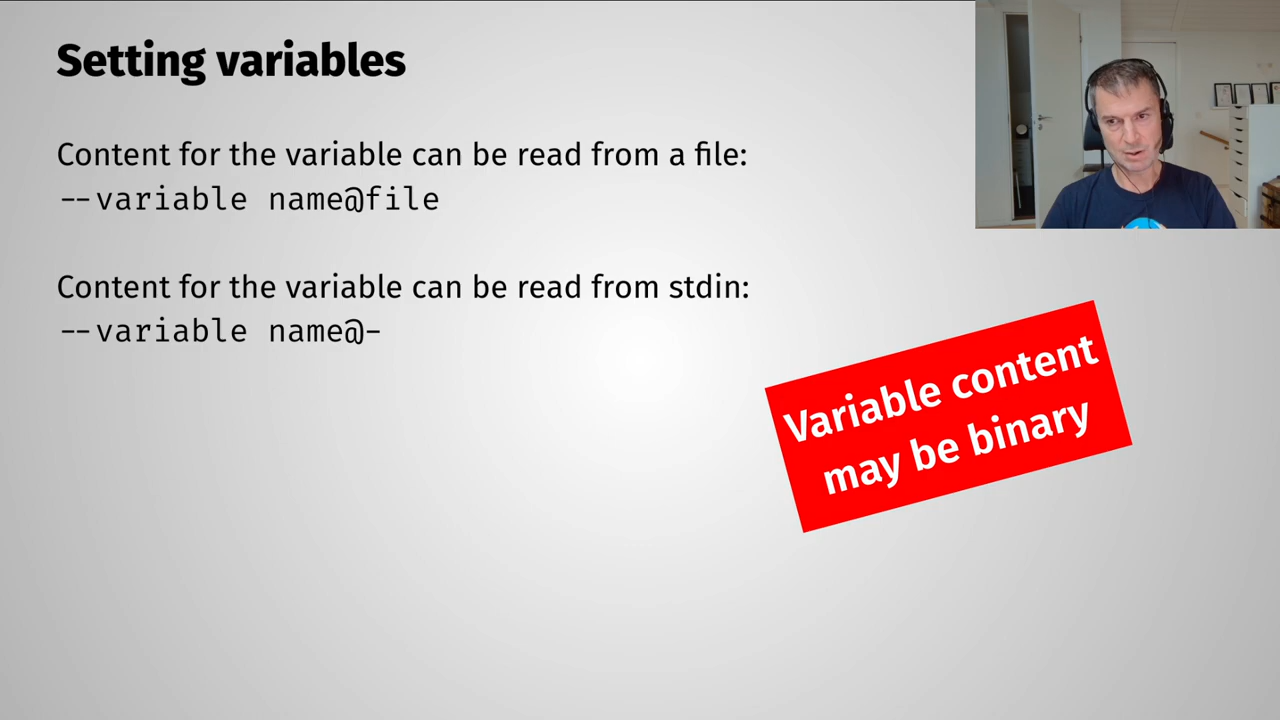 Setting variables
Content for the variable can be read from a file:
--variable name@file
Content for the variable can be read from stdin:
--variable name@-
Variable content
may be binary